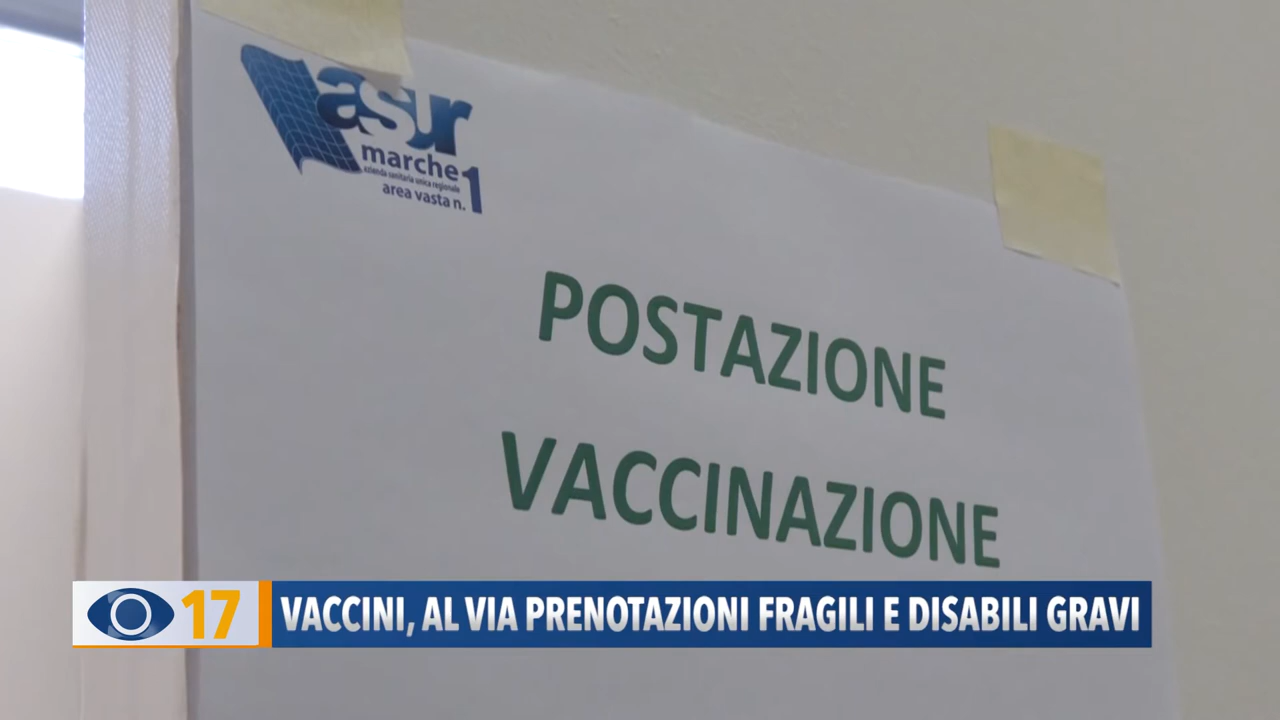 asur
marche 1
azienda sanitaria unica regionale
area vasta n.
POSTAZIONE
VACCINAZIONE
17 VACCINI, AL VIA PRENOTAZIONI FRAGILI E DISABILI GRAVI